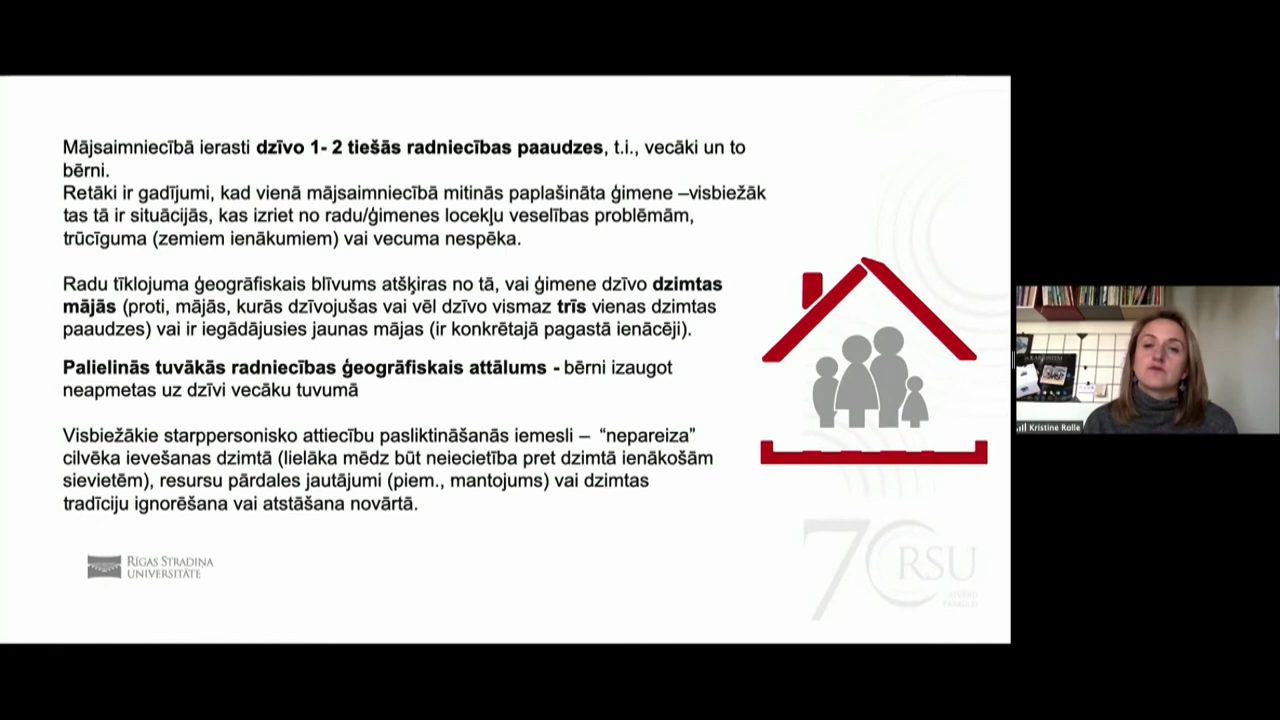 Mājsaimniecībā ierasti dzīvo 1- 2 tiešās radniecības paaudzes, t.i., vecāki un to
bērni.
Retāki ir gadījumi, kad vienā mājsaimniecībā mitinās paplašināta ģimene –visbiežāk
tas tā ir situācijās, kas izriet no radu/ģimenes locekļu veselības problēmām,
trūcīguma (zemiem ienākumiem) vai vecuma nespēka.
Radu tīklojuma ģeogrāfiskais blīvums atšķiras no tā, vai ģimene dzīvo dzimtas
mājās (proti, mājās, kurās dzīvojušas vai vēl dzīvo vismaz trīs vienas dzimtas
paaudzes) vai ir iegādājusies jaunas mājas (ir konkrētajā pagastā ienācēji).
Palielinās tuvākās radniecības ģeogrāfiskais attālums - bērni izaugot
neapmetas uz dzīvi vecāku tuvumā
Visbiežākie starppersonisko attiecību pasliktināšanās iemesli – “nepareiza”
cilvēka ievešanas dzimtā (lielāka mēdz būt neiecietība pret dzimtā ienākošām
sievietēm), resursu pārdales jautājumi (piem., mantojums) vai dzimtas
tradīciju ignorēšana vai atstāšana novārtā.
RĪGAS STRADIŅA
UNIVERSITĀTE
70 RSU
Kristine Rolle